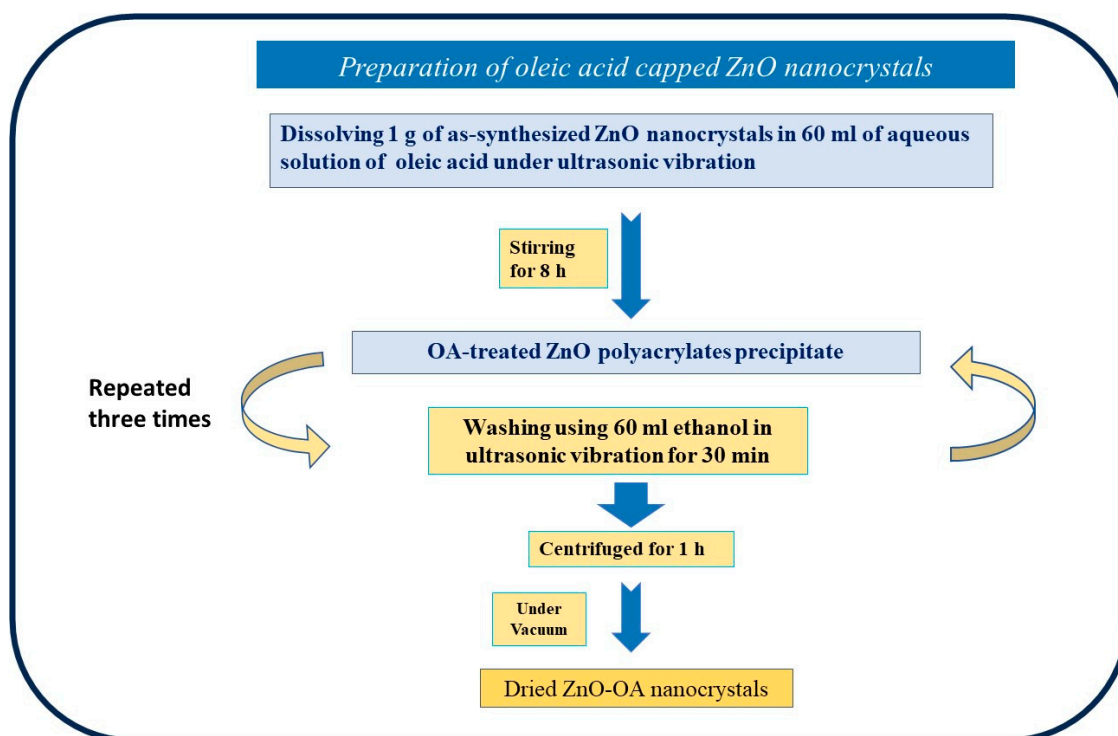 Preparation of oleic acid capped ZnO nanocrystals
Dissolving 1 g of as-synthesized ZnO nanocrystals in 60 ml of aqueous
solution of oleic acid under ultrasonic vibration
Stirring
for 8 h
OA-treated ZnO polyacrylates precipitate
Repeated
three times
Washing using 60 ml ethanol in
ultrasonic vibration for 30 min
Centrifuged for 1 h
Under
Vacuum
Dried ZnO-OA nanocrystals